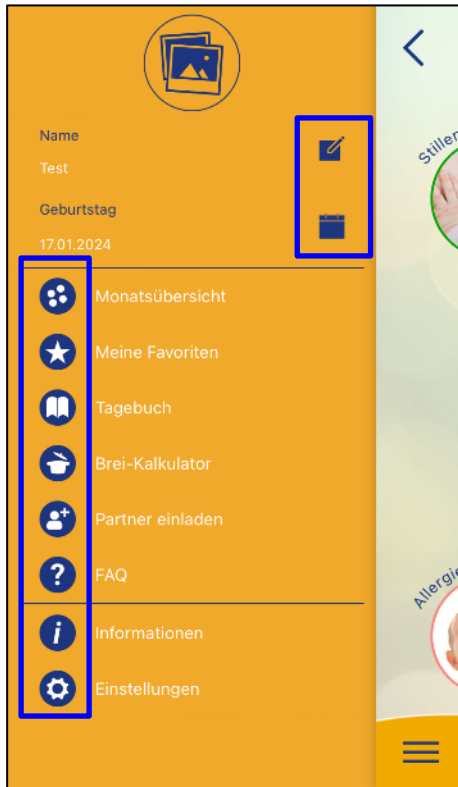 Name
Test
Geburtstag
17.01.2024
Monatsübersicht
Meine Favoriten
Tagebuch
Brei-Kalkulator
Partner einladen
FAQ
Informationen
Einstellungen